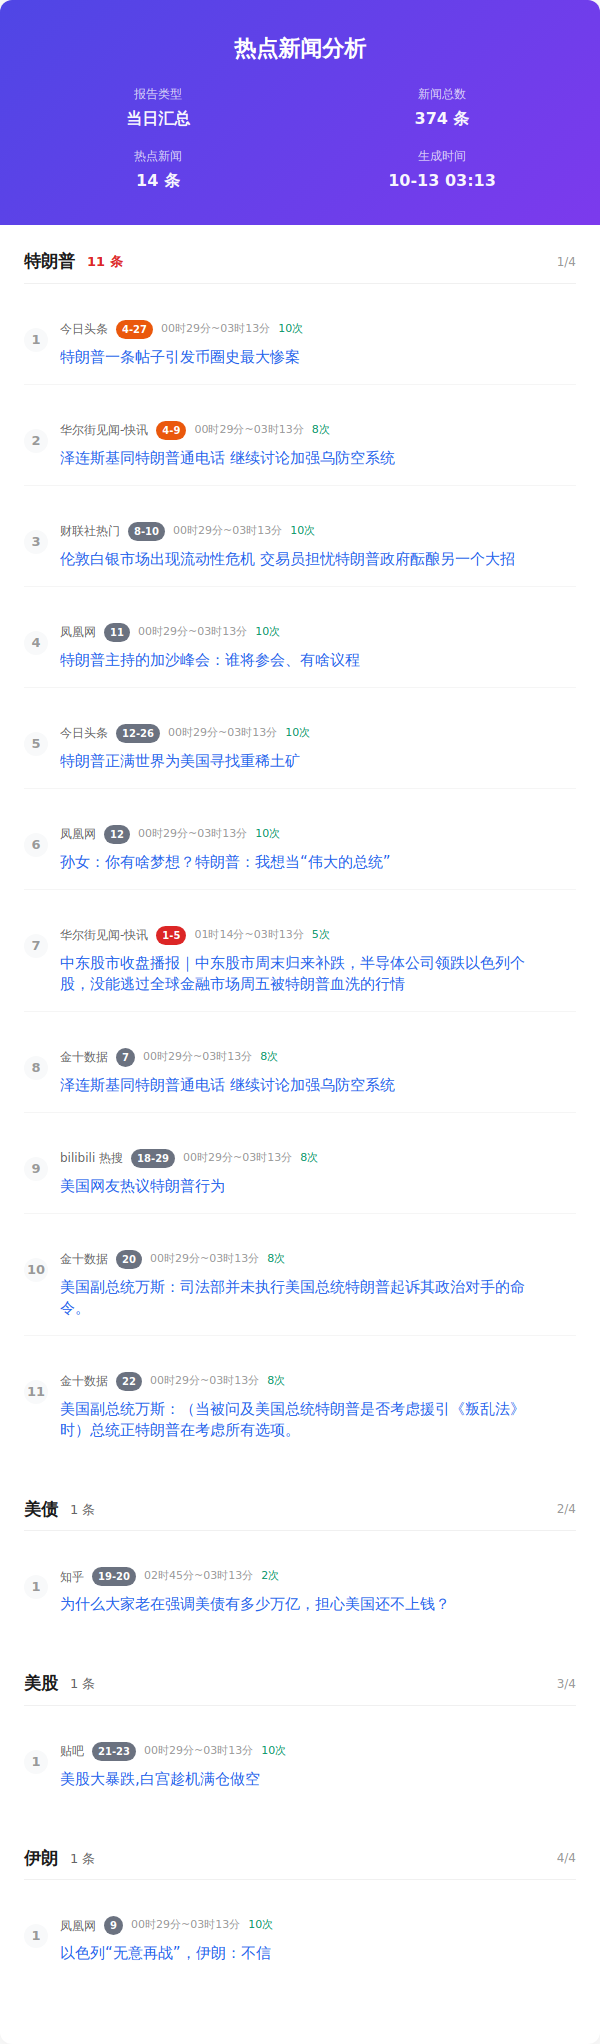 热点新闻分析
报告类型
新闻总数
当日汇总
374 条
热点新闻
生成时间
14 条
10-13 03:13
特朗普 11 条 1/4
1
今日头条 4-27 00时29分~03时13分 10次
特朗普一条帖子引发币圈史最大惨案
2
华尔街见闻-快讯 4-9 00时29分~03时13分 8次
泽连斯基同特朗普通电话 继续讨论加强乌防空系统
3
财联社热门 8-10 00时29分~03时13分 10次
伦敦白银市场出现流动性危机 交易员担忧特朗普政府酝酿另一个大招
4
凤凰网 11 00时29分~03时13分 10次
特朗普主持的加沙峰会：谁将参会、有啥议程
5
今日头条 12-26 00时29分~03时13分 10次
特朗普正满世界为美国寻找重稀土矿
6
凤凰网 12 00时29分~03时13分 10次
孙女：你有啥梦想？特朗普：我想当“伟大的总统”
7
华尔街见闻-快讯 1-5 01时14分~03时13分 5次
中东股市收盘播报｜中东股市周末归来补跌，半导体公司领跌以色列个
股，没能逃过全球金融市场周五被特朗普血洗的行情
8
金十数据 7 00时29分~03时13分 8次
泽连斯基同特朗普通电话 继续讨论加强乌防空系统
9
bilibili 热搜 18-29 00时29分~03时13分 8次
美国网友热议特朗普行为
10
金十数据 20 00时29分~03时13分 8次
美国副总统万斯：司法部并未执行美国总统特朗普起诉其政治对手的命
令。
11
金十数据 22 00时29分~03时13分 8次
美国副总统万斯：（当被问及美国总统特朗普是否考虑援引《叛乱法》
时）总统正特朗普在考虑所有选项。
美债 1 条 2/4
1
知乎 19-20 02时45分~03时13分 2次
为什么大家老在强调美债有多少万亿，担心美国还不上钱？
美股 1 条 3/4
1
贴吧 21-23 00时29分~03时13分 10次
美股大暴跌,白宫趁机满仓做空
伊朗 1 条 4/4
1
凤凰网 9 00时29分~03时13分 10次
以色列“无意再战”，伊朗：不信